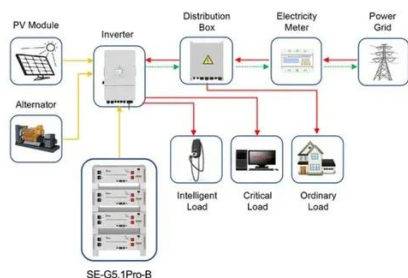 PV Module
Inverter
Distribution
Box
Electricity
Meter
Power
Grid
Alternator
Intelligent
Load
Critical
Load
Ordinary
Load
SE-G5.1Pro-B